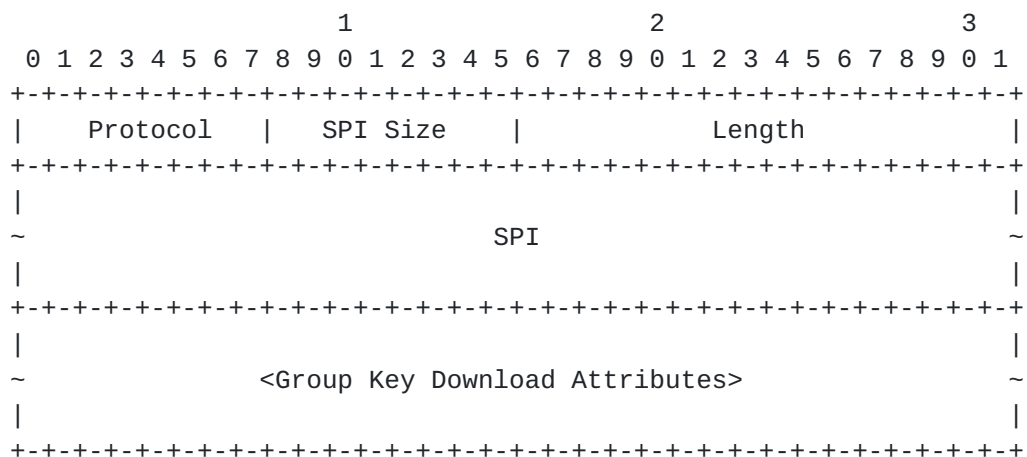 1                   2                   3
 0 1 2 3 4 5 6 7 8 9 0 1 2 3 4 5 6 7 8 9 0 1 2 3 4 5 6 7 8 9 0 1
+-+-+-+-+-+-+-+-+-+-+-+-+-+-+-+-+-+-+-+-+-+-+-+-+-+-+-+-+-+-+-+-+
|    Protocol   |   SPI Size    |            Length             |
+-+-+-+-+-+-+-+-+-+-+-+-+-+-+-+-+-+-+-+-+-+-+-+-+-+-+-+-+-+-+-+-+
|                                                               |
~                              SPI                              ~
|                                                               |
+-+-+-+-+-+-+-+-+-+-+-+-+-+-+-+-+-+-+-+-+-+-+-+-+-+-+-+-+-+-+-+-+
|                                                               |
~               <Group Key Download Attributes>                 ~
|                                                               |
+-+-+-+-+-+-+-+-+-+-+-+-+-+-+-+-+-+-+-+-+-+-+-+-+-+-+-+-+-+-+-+-+